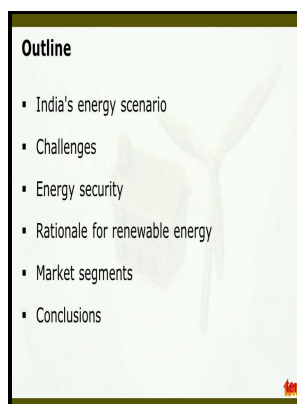 Outline
▪ India's energy scenario
▪ Challenges
▪ Energy security
▪ Rationale for renewable energy
▪ Market segments
▪ Conclusions